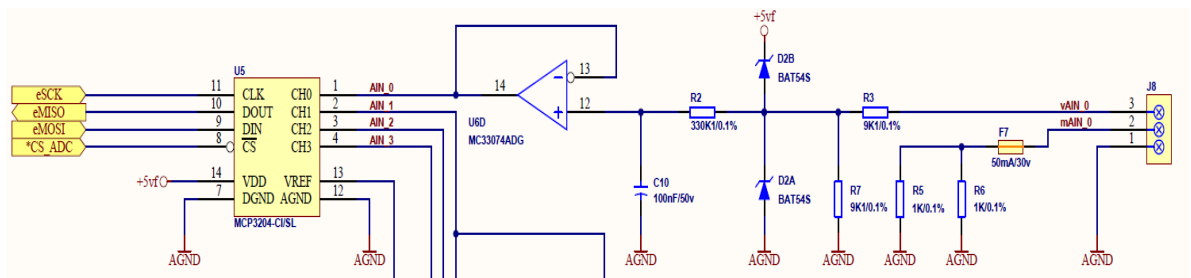 +5vf
D2B
BAT54S
U5
eSCK
11
CLK
CH0
1
AIN_0
14
13
eMISO
10
DOUT
CH1
2
AIN_1
eMOSI
9
DIN
CH2
3
AIN_2
*CS_ADC
8
CS
CH3
4
AIN_3
12
U6D
MC33074ADG
R2
330K1/0.1%
R3
9K1/0.1%
J8
vAIN_0
3
mAIN_0
2
1
F7
50mA/30v
+5vf
14
VDD
VREF
13
7
DGND
AGND
12
MCP3204-CI/SL
C10
100nF/50v
D2A
BAT54S
R7
9K1/0.1%
R5
1K/0.1%
R6
1K/0.1%
AGND
AGND
AGND
AGND
AGND
AGND
AGND
AGND